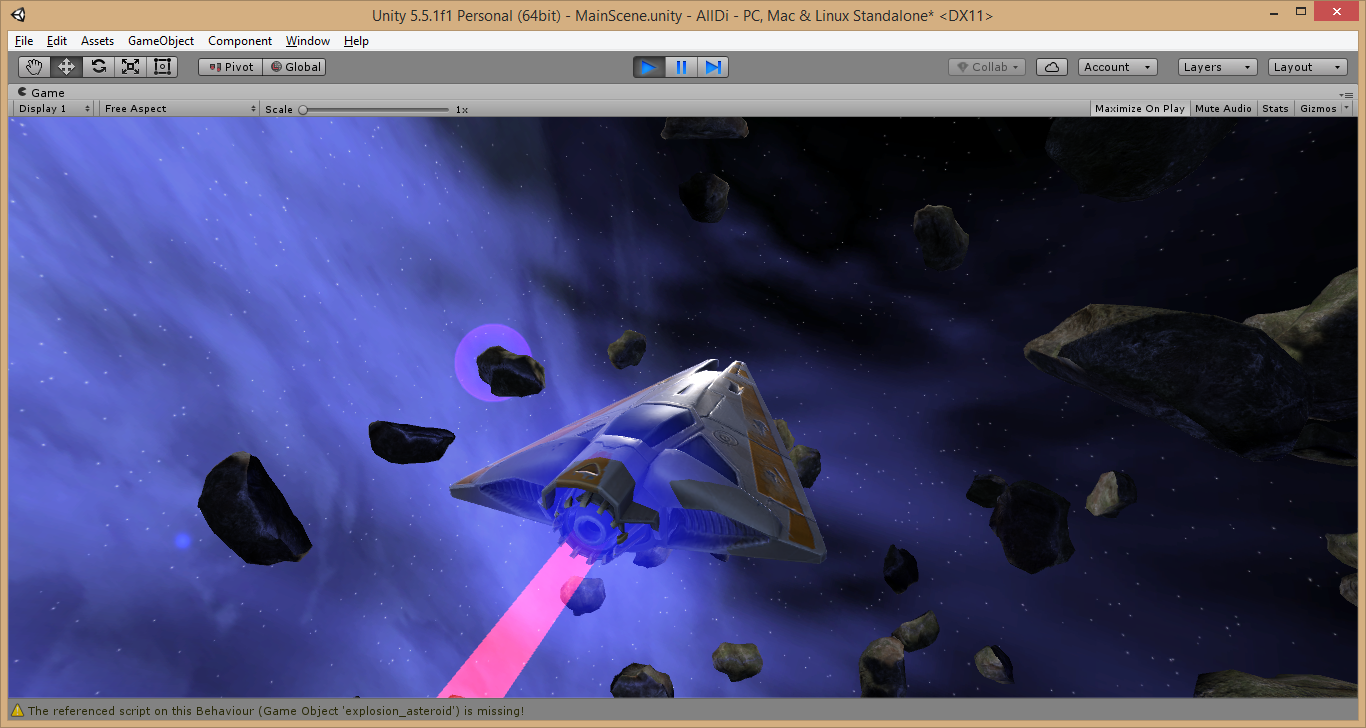 Unity 5.5.1f1 Personal (64bit) - MainScene.unity - AllDi - PC, Mac & Linux Standalone* <DX11>
File Edit Assets GameObject Component Window Help
Pivot Global Collab Account Layers Layout
Game
Display 1 Free Aspect Scale 1x Maximize On Play Mute Audio Stats Gizmos
The referenced script on this Behaviour (Game Object 'explosion_asteroid') is missing!